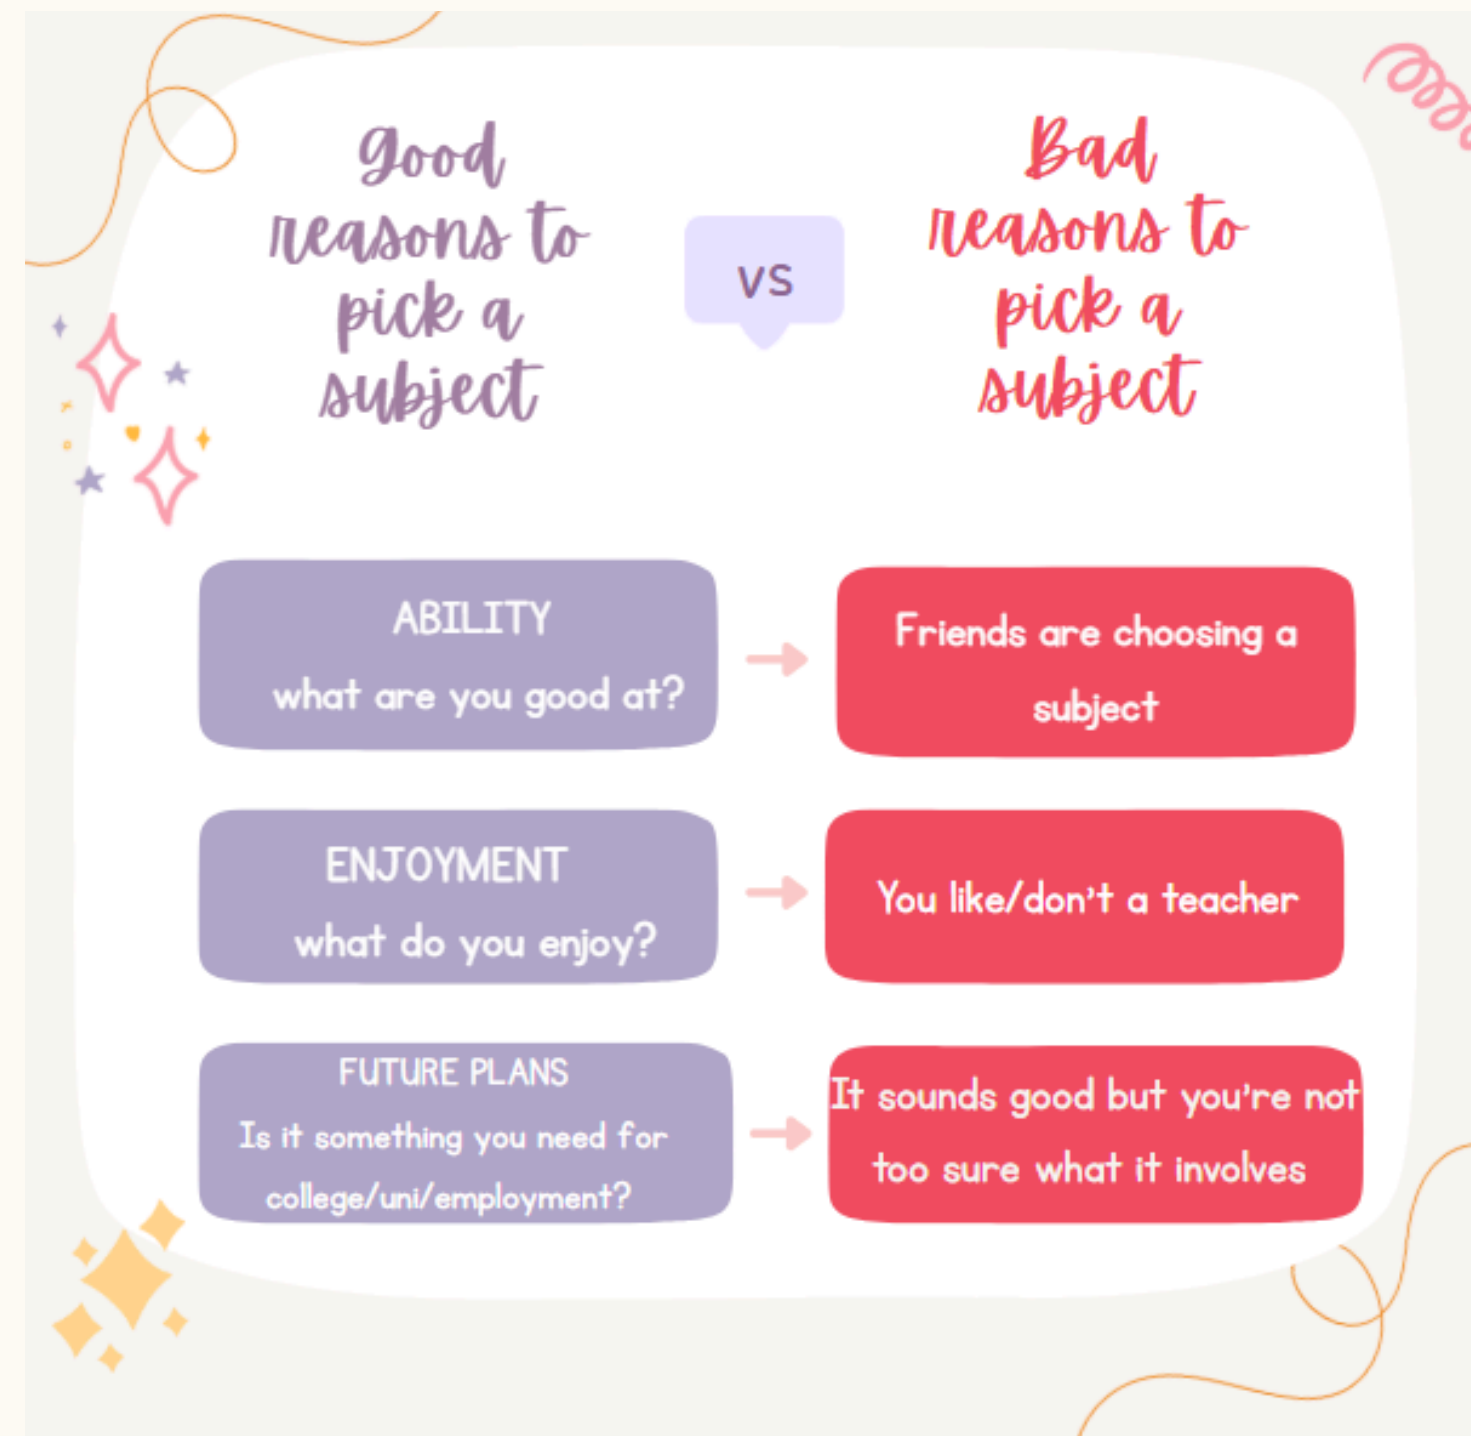 Good
reasons to
pick a
subject
vs
Bad
reasons to
pick a
subject
ABILITY
what are you good at?
Friends are choosing a
subject
ENJOYMENT
what do you enjoy?
You like/don't a teacher
FUTURE PLANS
Is it something you need for
college/uni/employment?
It sounds good but you're not
too sure what it involves